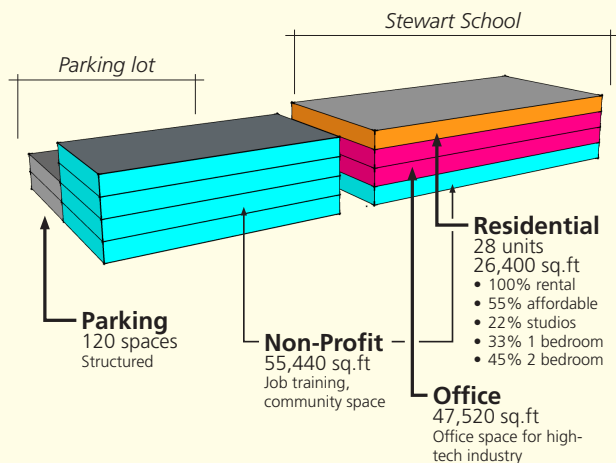 Stewart School
Parking lot
Residential
28 units
26,400 sq.ft
• 100% rental
• 55% affordable
• 22% studios
• 33% 1 bedroom
• 45% 2 bedroom
Parking
120 spaces
Structured
Non-Profit
55,440 sq.ft
Job training,
community space
Office
47,520 sq.ft
Office space for high-
tech industry